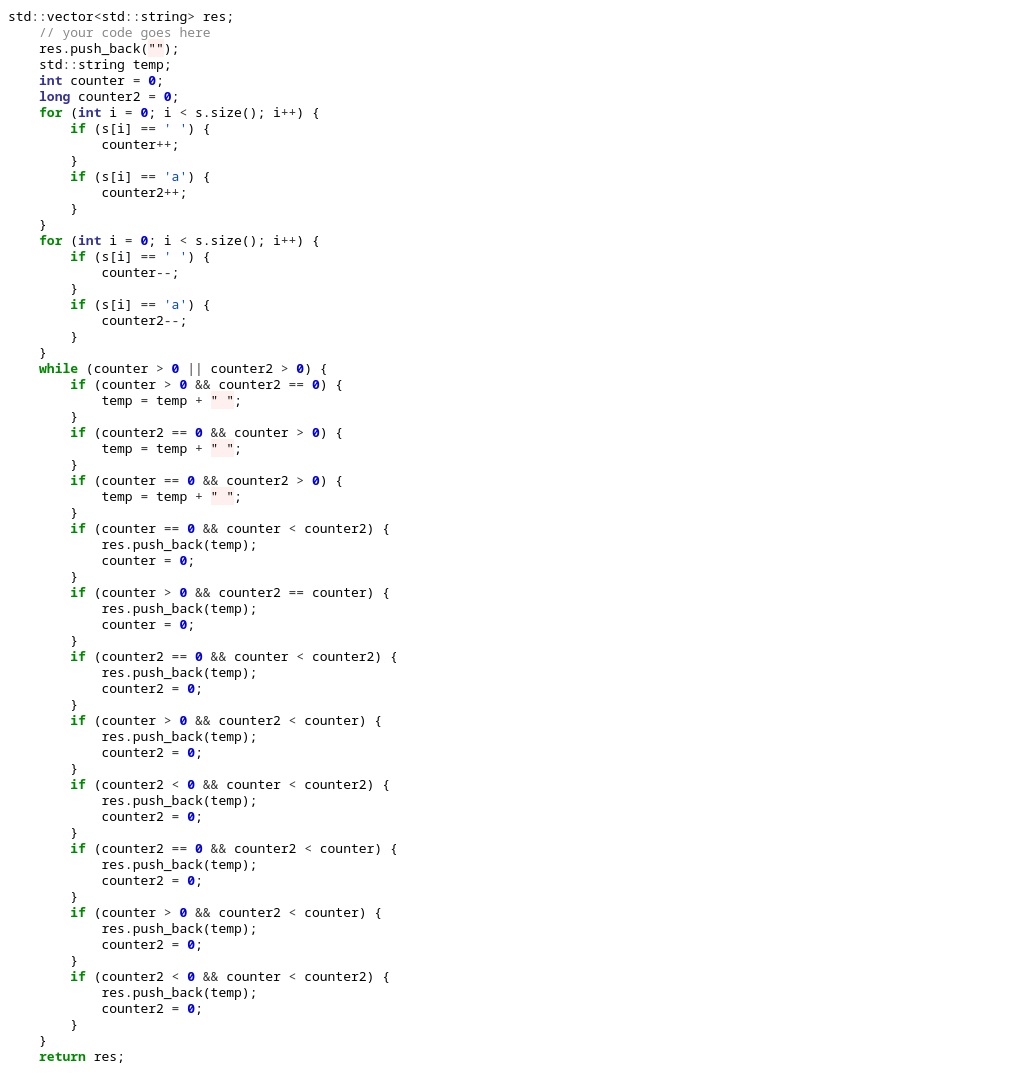 std::vector<std::string> res;
    // your code goes here
    res.push_back("");
    std::string temp;
    int counter = 0;
    long counter2 = 0;
    for (int i = 0; i < s.size(); i++) {
        if (s[i] == ' ') {
            counter++;
        }
        if (s[i] == 'a') {
            counter2++;
        }
    }
    for (int i = 0; i < s.size(); i++) {
        if (s[i] == ' ') {
            counter--;
        }
        if (s[i] == 'a') {
            counter2--;
        }
    }
    while (counter > 0 || counter2 > 0) {
        if (counter > 0 && counter2 == 0) {
            temp = temp + " ";
        }
        if (counter2 == 0 && counter > 0) {
            temp = temp + " ";
        }
        if (counter == 0 && counter2 > 0) {
            temp = temp + " ";
        }
        if (counter == 0 && counter < counter2) {
            res.push_back(temp);
            counter = 0;
        }
        if (counter > 0 && counter2 == counter) {
            res.push_back(temp);
            counter = 0;
        }
        if (counter2 == 0 && counter < counter2) {
            res.push_back(temp);
            counter2 = 0;
        }
        if (counter > 0 && counter2 < counter) {
            res.push_back(temp);
            counter2 = 0;
        }
        if (counter2 < 0 && counter < counter2) {
            res.push_back(temp);
            counter2 = 0;
        }
        if (counter2 == 0 && counter2 < counter) {
            res.push_back(temp);
            counter2 = 0;
        }
        if (counter > 0 && counter2 < counter) {
            res.push_back(temp);
            counter2 = 0;
        }
        if (counter2 < 0 && counter < counter2) {
            res.push_back(temp);
            counter2 = 0;
        }
    }
    return res;